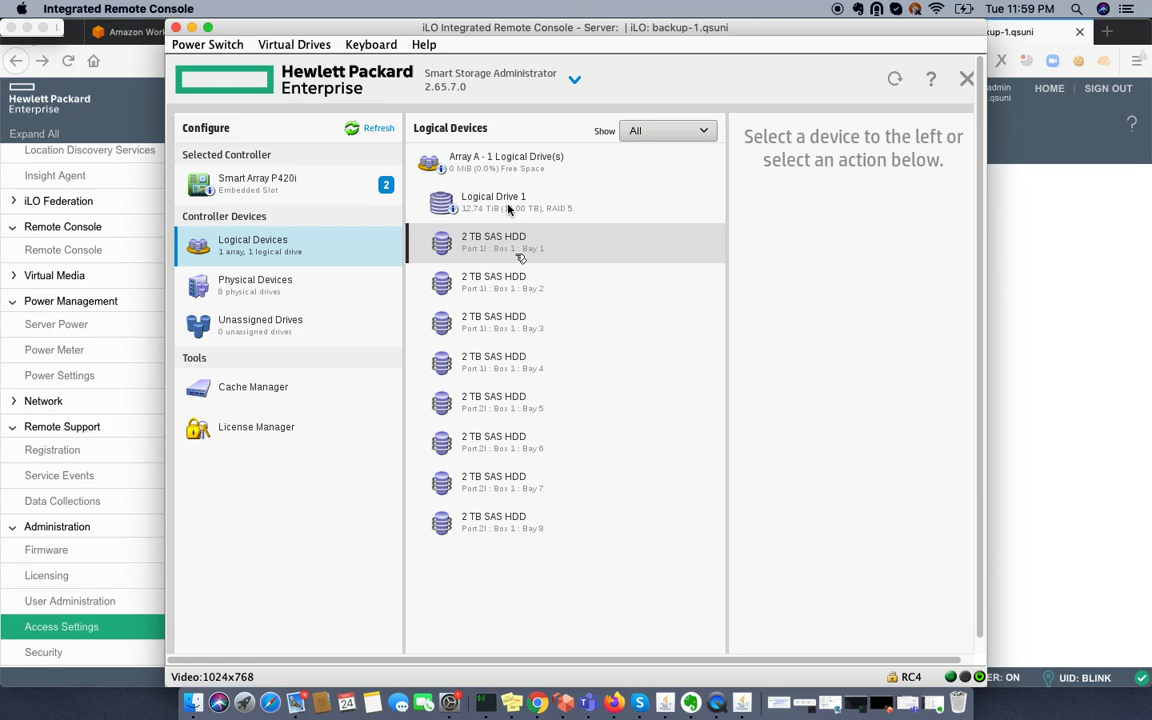 iLO Integrated Remote Console
Tue 11:59 PM
Amazon Work
iLO Integrated Remote Console - Server: | iLO: backup-1.qsuni
kup-1.qsuni
Power Switch
Virtual Drives
Keyboard
Help
Hewlett Packard
Enterprise
Expand All
Location Discovery Services
Insight Agent
iLO Federation
Remote Console
Remote Console
Virtual Media
Power Management
Server Power
Power Meter
Power Settings
Network
Remote Support
Registration
Service Events
Data Collections
Administration
Firmware
Licensing
User Administration
Access Settings
Security
Hewlett Packard
Enterprise
Smart Storage Administrator
2.65.7.0
Configure
Refresh
Selected Controller
Smart Array P420i
Embedded Slot
2
Controller Devices
Logical Devices
1 array, 1 logical drive
Physical Devices
8 physical drives
Unassigned Drives
0 unassigned drives
Tools
Cache Manager
License Manager
Logical Devices
Show
All
Array A - 1 Logical Drive(s)
0 MiB (0.0%) Free Space
Logical Drive 1
12.74 TiB TB), RAID 5
2 TB SAS HDD
Port 1I : Box 1 : Bay 1
2 TB SAS HDD
Port 1I : Box 1 : Bay 2
2 TB SAS HDD
Port 1I : Box 1 : Bay 3
2 TB SAS HDD
Port 1I : Box 1 : Bay 4
2 TB SAS HDD
Port 2I : Box 1 : Bay 5
2 TB SAS HDD
Port 2I : Box 1 : Bay 6
2 TB SAS HDD
Port 2I : Box 1 : Bay 7
2 TB SAS HDD
Port 2I : Box 1 : Bay 8
Select a device to the left or
select an action below.
admin
.qsuni
HOME
SIGN OUT
Video:1024x768
RC4
ER: ON
UID: BLINK
24